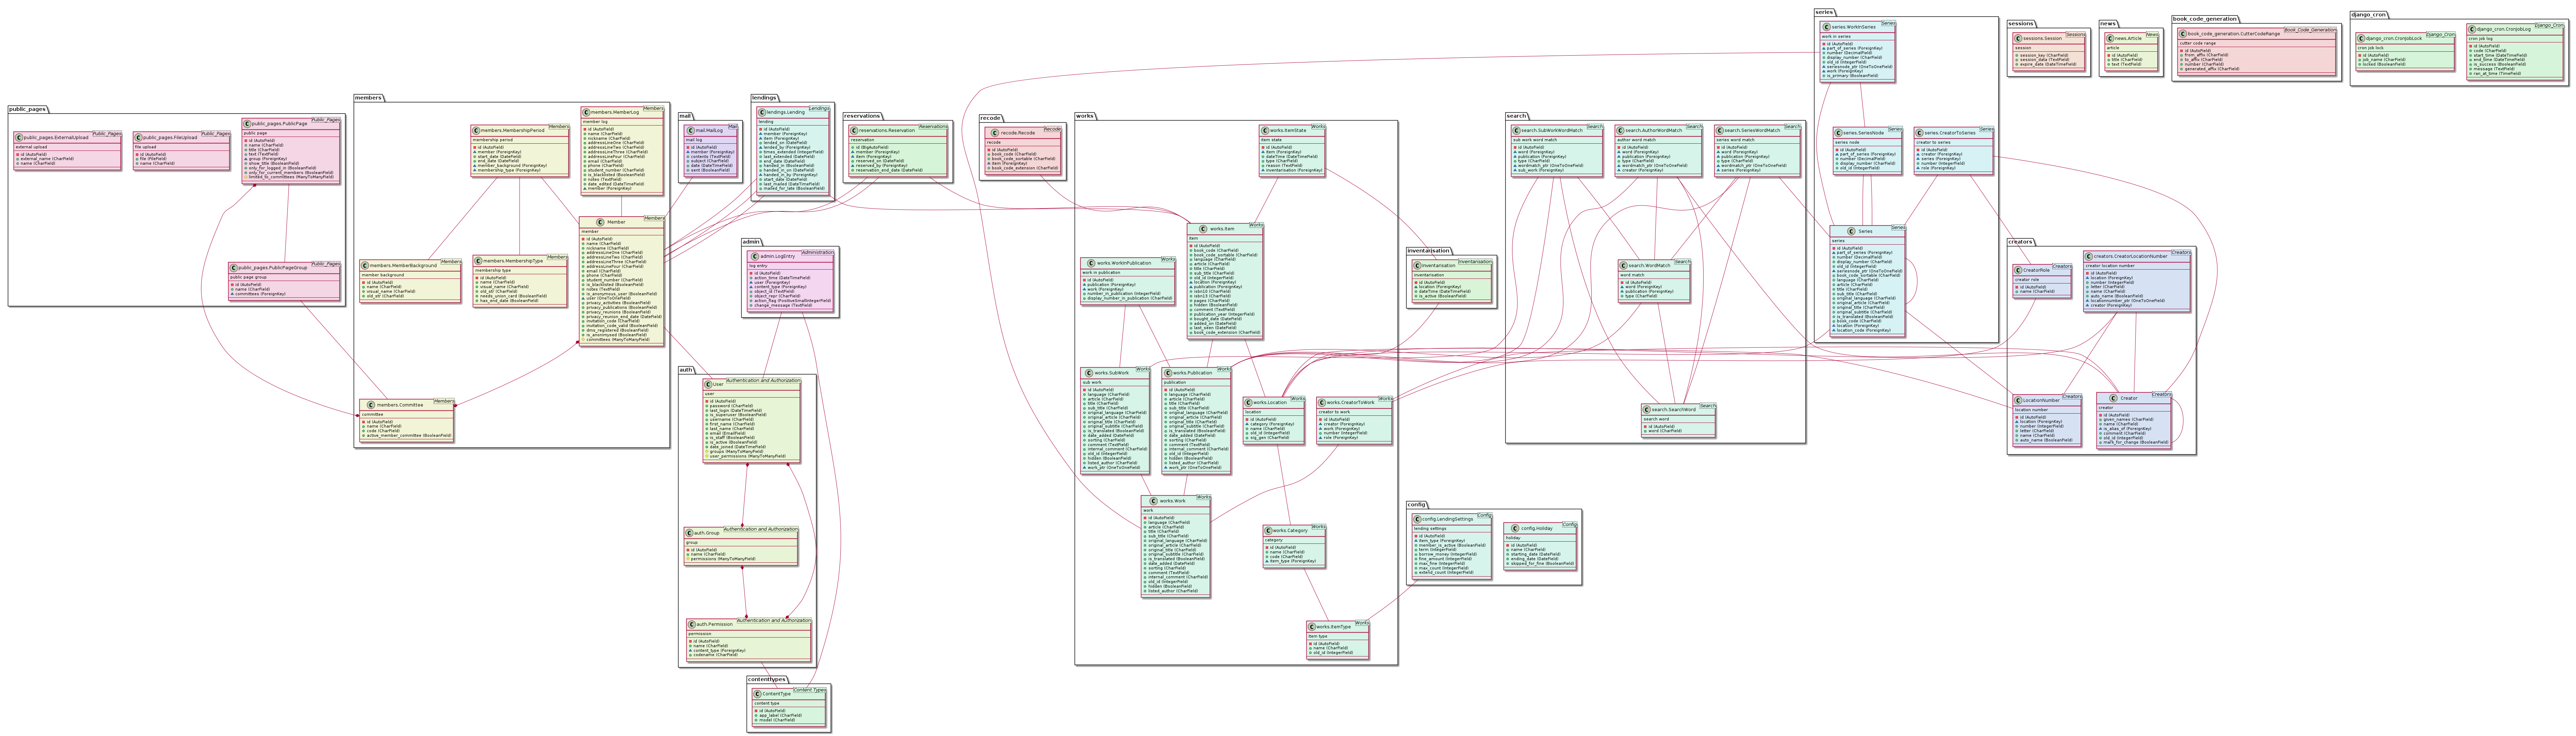 public_pages
public_pages.ExternalUpload
Public_Pages
external upload
id (AutoField)
external_name (CharField)
name (CharField)
public_pages.FileUpload
Public_Pages
file upload
id (AutoField)
file (FileField)
name (CharField)
public_pages.PublicPage
Public_Pages
public page
id (AutoField)
name (CharField)
title (CharField)
text (TextField)
group (ForeignKey)
show_title (BooleanField)
only_for_logged_in (BooleanField)
only_for_current_members (BooleanField)
limited_to_committees (ManyToManyField)
public_pages.PublicPageGroup
Public_Pages
public page group
id (AutoField)
name (CharField)
committees (ForeignKey)
members
members.MembershipPeriod
Members
membership period
id (AutoField)
member (ForeignKey)
start_date (DateField)
end_date (DateField)
member_background (ForeignKey)
membership_type (ForeignKey)
members.MemberLog
Members
member log
id (AutoField)
name (CharField)
nickname (CharField)
addressLineOne (CharField)
addressLineTwo (CharField)
addressLineThree (CharField)
addressLineFour (CharField)
email (CharField)
phone (CharField)
student_number (CharField)
is_blacklisted (BooleanField)
notes (TextField)
date_edited (DateTimeField)
member (ForeignKey)
members.MemberBackground
Members
member background
id (AutoField)
name (CharField)
visual_name (CharField)
old_str (CharField)
members.MembershipType
Members
membership type
id (AutoField)
name (CharField)
visual_name (CharField)
old_str (CharField)
needs_union_card (BooleanField)
has_end_date (BooleanField)
Member
Members
member
id (AutoField)
name (CharField)
nickname (CharField)
addressLineOne (CharField)
addressLineTwo (CharField)
addressLineThree (CharField)
addressLineFour (CharField)
email (CharField)
phone (CharField)
student_number (CharField)
is_blacklisted (BooleanField)
notes (TextField)
is_anonymous_user (BooleanField)
user (OneToOneField)
privacy_activities (BooleanField)
privacy_publications (BooleanField)
privacy_reunions (BooleanField)
privacy_reunion_end_date (DateField)
invitation_code (CharField)
invitation_code_valid (BooleanField)
dms_registered (BooleanField)
is_anonymised (BooleanField)
committees (ManyToManyField)
members.Committee
Members
committee
id (AutoField)
name (CharField)
code (CharField)
active_member_committee (BooleanField)
mail
mail.MailLog
Mail
mail log
id (AutoField)
member (ForeignKey)
contents (TextField)
subject (CharField)
date (DateTimeField)
sent (BooleanField)
lendings
lendings.Lending
Lendings
lending
id (AutoField)
member (ForeignKey)
item (ForeignKey)
lended_on (DateField)
lended_by (ForeignKey)
times_extended (IntegerField)
last_extended (DateField)
end_date (DateField)
handed_in (BooleanField)
handed_in_on (DateField)
handed_in_by (ForeignKey)
start_date (DateField)
last_mailed (DateTimeField)
mailed_for_late (BooleanField)
reservations
reservations.Reservation
Reservations
reservation
id (BigAutoField)
member (ForeignKey)
item (ForeignKey)
reserved_on (DateField)
reserved_by (ForeignKey)
reservation_end_date (DateField)
recode
recode.Recode
Recode
recode
id (AutoField)
book_code (CharField)
book_code_sortable (CharField)
item (ForeignKey)
book_code_extension (CharField)
admin
admin.LogEntry
Administration
log entry
id (AutoField)
action_time (DateTimeField)
user (ForeignKey)
content_type (ForeignKey)
object_id (TextField)
object_repr (CharField)
action_flag (PositiveSmallIntegerField)
change_message (TextField)
auth
User
Authentication and Authorization
user
id (AutoField)
password (CharField)
last_login (DateTimeField)
is_superuser (BooleanField)
username (CharField)
first_name (CharField)
last_name (CharField)
email (EmailField)
is_staff (BooleanField)
is_active (BooleanField)
date_joined (DateTimeField)
groups (ManyToManyField)
user_permissions (ManyToManyField)
auth.Group
Authentication and Authorization
group
id (AutoField)
name (CharField)
permissions (ManyToManyField)
auth.Permission
Authentication and Authorization
permission
id (AutoField)
name (CharField)
content_type (ForeignKey)
codename (CharField)
contenttypes
ContentType
Content Types
content type
id (AutoField)
app_label (CharField)
model (CharField)
works
works.ItemState
Works
item state
id (AutoField)
item (ForeignKey)
dateTime (DateTimeField)
type (CharField)
reason (TextField)
inventarisation (ForeignKey)
works.Item
Works
item
id (AutoField)
book_code (CharField)
book_code_sortable (CharField)
language (CharField)
article (CharField)
title (CharField)
sub_title (CharField)
old_id (IntegerField)
location (ForeignKey)
publication (ForeignKey)
isbn10 (CharField)
isbn13 (CharField)
pages (CharField)
hidden (BooleanField)
comment (TextField)
publication_year (IntegerField)
bought_date (DateField)
added_on (DateField)
last_seen (DateField)
book_code_extension (CharField)
works.WorkInPublication
Works
work in publication
id (AutoField)
publication (ForeignKey)
work (ForeignKey)
number_in_publication (IntegerField)
display_number_in_publication (CharField)
works.SubWork
Works
sub work
id (AutoField)
language (CharField)
article (CharField)
title (CharField)
sub_title (CharField)
original_language (CharField)
original_article (CharField)
original_title (CharField)
original_subtitle (CharField)
is_translated (BooleanField)
date_added (DateField)
sorting (CharField)
comment (TextField)
internal_comment (CharField)
old_id (IntegerField)
hidden (BooleanField)
listed_author (CharField)
work_ptr (OneToOneField)
works.Publication
Works
publication
id (AutoField)
language (CharField)
article (CharField)
title (CharField)
sub_title (CharField)
original_language (CharField)
original_article (CharField)
original_title (CharField)
original_subtitle (CharField)
is_translated (BooleanField)
date_added (DateField)
sorting (CharField)
comment (TextField)
internal_comment (CharField)
old_id (IntegerField)
hidden (BooleanField)
listed_author (CharField)
work_ptr (OneToOneField)
works.Location
Works
location
id (AutoField)
category (ForeignKey)
name (CharField)
old_id (IntegerField)
sig_gen (CharField)
works.CreatorToWork
Works
creator to work
id (AutoField)
creator (ForeignKey)
work (ForeignKey)
number (IntegerField)
role (ForeignKey)
works.Work
Works
work
id (AutoField)
language (CharField)
article (CharField)
title (CharField)
sub_title (CharField)
original_language (CharField)
original_article (CharField)
original_title (CharField)
original_subtitle (CharField)
is_translated (BooleanField)
date_added (DateField)
sorting (CharField)
comment (TextField)
internal_comment (CharField)
old_id (IntegerField)
hidden (BooleanField)
listed_author (CharField)
works.Category
Works
category
id (AutoField)
name (CharField)
code (CharField)
item_type (ForeignKey)
works.ItemType
Works
item type
id (AutoField)
name (CharField)
old_id (IntegerField)
inventarisation
Inventarisation
Inventarisation
inventarisation
id (AutoField)
location (ForeignKey)
dateTime (DateTimeField)
is_active (BooleanField)
config
config.LendingSettings
Config
lending settings
id (AutoField)
item_type (ForeignKey)
member_is_active (BooleanField)
term (IntegerField)
borrow_money (IntegerField)
fine_amount (IntegerField)
max_fine (IntegerField)
max_count (IntegerField)
extend_count (IntegerField)
config.Holiday
Config
holiday
id (AutoField)
name (CharField)
starting_date (DateField)
ending_date (DateField)
skipped_for_fine (BooleanField)
search
search.SubWorkWordMatch
Search
sub work word match
id (AutoField)
word (ForeignKey)
publication (ForeignKey)
type (CharField)
wordmatch_ptr (OneToOneField)
sub_work (ForeignKey)
search.AuthorWordMatch
Search
author word match
id (AutoField)
word (ForeignKey)
publication (ForeignKey)
type (CharField)
wordmatch_ptr (OneToOneField)
creator (ForeignKey)
search.SeriesWordMatch
Search
series word match
id (AutoField)
word (ForeignKey)
publication (ForeignKey)
type (CharField)
wordmatch_ptr (OneToOneField)
series (ForeignKey)
search.WordMatch
Search
word match
id (AutoField)
word (ForeignKey)
publication (ForeignKey)
type (CharField)
search.SearchWord
Search
search word
id (AutoField)
word (CharField)
series
series.WorkInSeries
Series
work in series
id (AutoField)
part_of_series (ForeignKey)
number (DecimalField)
display_number (CharField)
old_id (IntegerField)
seriesnode_ptr (OneToOneField)
work (ForeignKey)
is_primary (BooleanField)
series.SeriesNode
Series
series node
id (AutoField)
part_of_series (ForeignKey)
number (DecimalField)
display_number (CharField)
old_id (IntegerField)
series.CreatorToSeries
Series
creator to series
id (AutoField)
creator (ForeignKey)
series (ForeignKey)
number (IntegerField)
role (ForeignKey)
Series
Series
series
id (AutoField)
part_of_series (ForeignKey)
number (DecimalField)
display_number (CharField)
old_id (IntegerField)
seriesnode_ptr (OneToOneField)
book_code_sortable (CharField)
language (CharField)
article (CharField)
title (CharField)
sub_title (CharField)
original_language (CharField)
original_article (CharField)
original_title (CharField)
original_subtitle (CharField)
is_translated (BooleanField)
book_code (CharField)
location (ForeignKey)
location_code (ForeignKey)
creators
CreatorRole
Creators
creator role
id (AutoField)
name (CharField)
creators.CreatorLocationNumber
Creators
creator location number
id (AutoField)
location (ForeignKey)
number (IntegerField)
letter (CharField)
name (CharField)
auto_name (BooleanField)
locationnumber_ptr (OneToOneField)
creator (ForeignKey)
LocationNumber
Creators
location number
id (AutoField)
location (ForeignKey)
number (IntegerField)
letter (CharField)
name (CharField)
auto_name (BooleanField)
Creator
Creators
creator
id (AutoField)
given_names (CharField)
name (CharField)
is_alias_of (ForeignKey)
comment (CharField)
old_id (IntegerField)
mark_for_change (BooleanField)
sessions
sessions.Session
Sessions
session
session_key (CharField)
session_data (TextField)
expire_date (DateTimeField)
news
news.Article
News
article
id (AutoField)
title (CharField)
text (TextField)
book_code_generation
book_code_generation.CutterCodeRange
Book_Code_Generation
cutter code range
id (AutoField)
from_affix (CharField)
to_affix (CharField)
number (CharField)
generated_affix (CharField)
django_cron
django_cron.CronJobLock
Django_Cron
cron job lock
id (AutoField)
job_name (CharField)
locked (BooleanField)
django_cron.CronJobLog
Django_Cron
cron job log
id (AutoField)
code (CharField)
start_time (DateTimeField)
end_time (DateTimeField)
is_success (BooleanField)
message (TextField)
ran_at_time (TimeField)